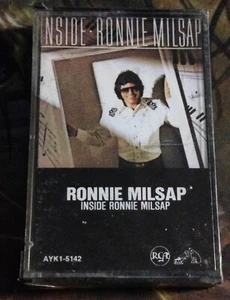 INSIDE · RONNIE MILSAP
RONNIE MILSAP
INSIDE RONNIE MILSAP
AYK1-5142
RCA